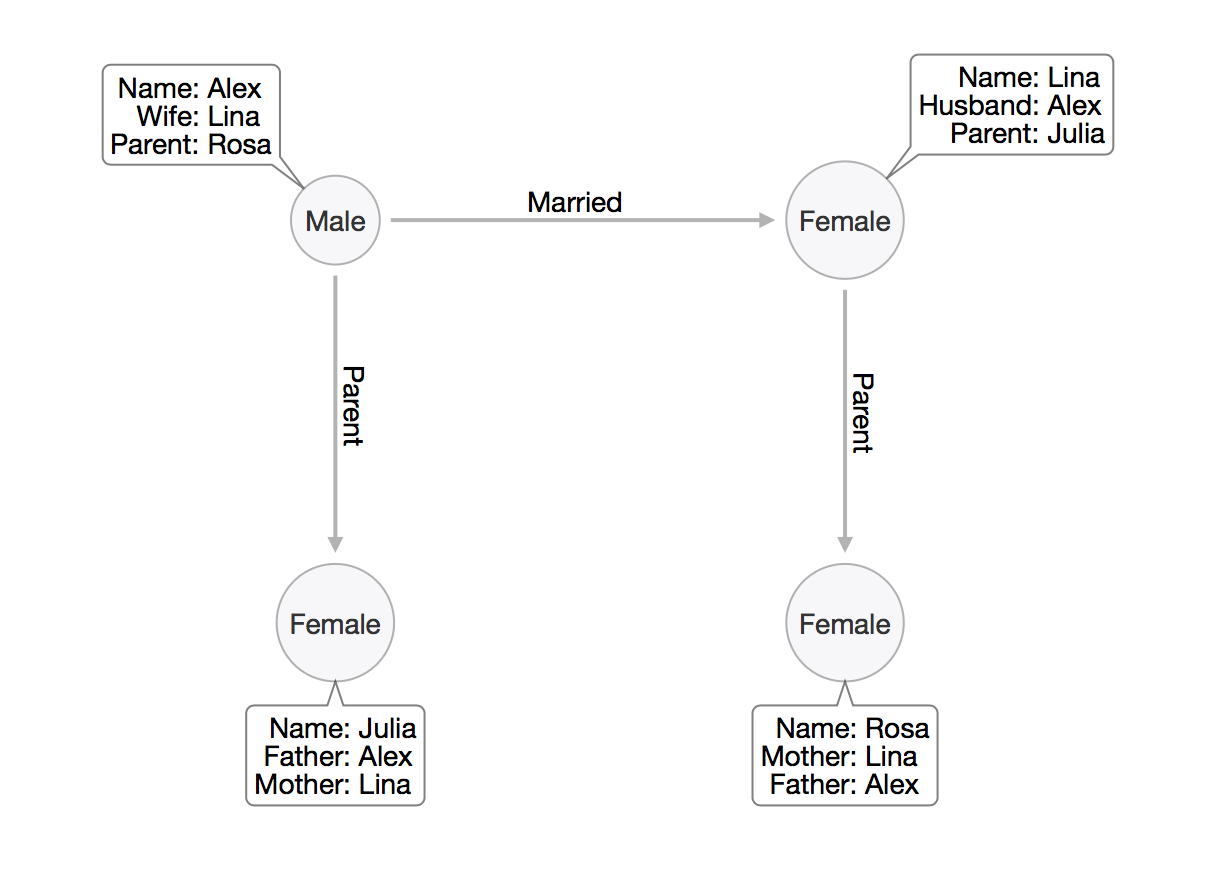 Name: Alex
Wife: Lina
Parent: Rosa
Name: Lina
Husband: Alex
Parent: Julia
Male
Married
Female
Parent
Parent
Female
Female
Name: Julia
Father: Alex
Mother: Lina
Name: Rosa
Mother: Lina
Father: Alex